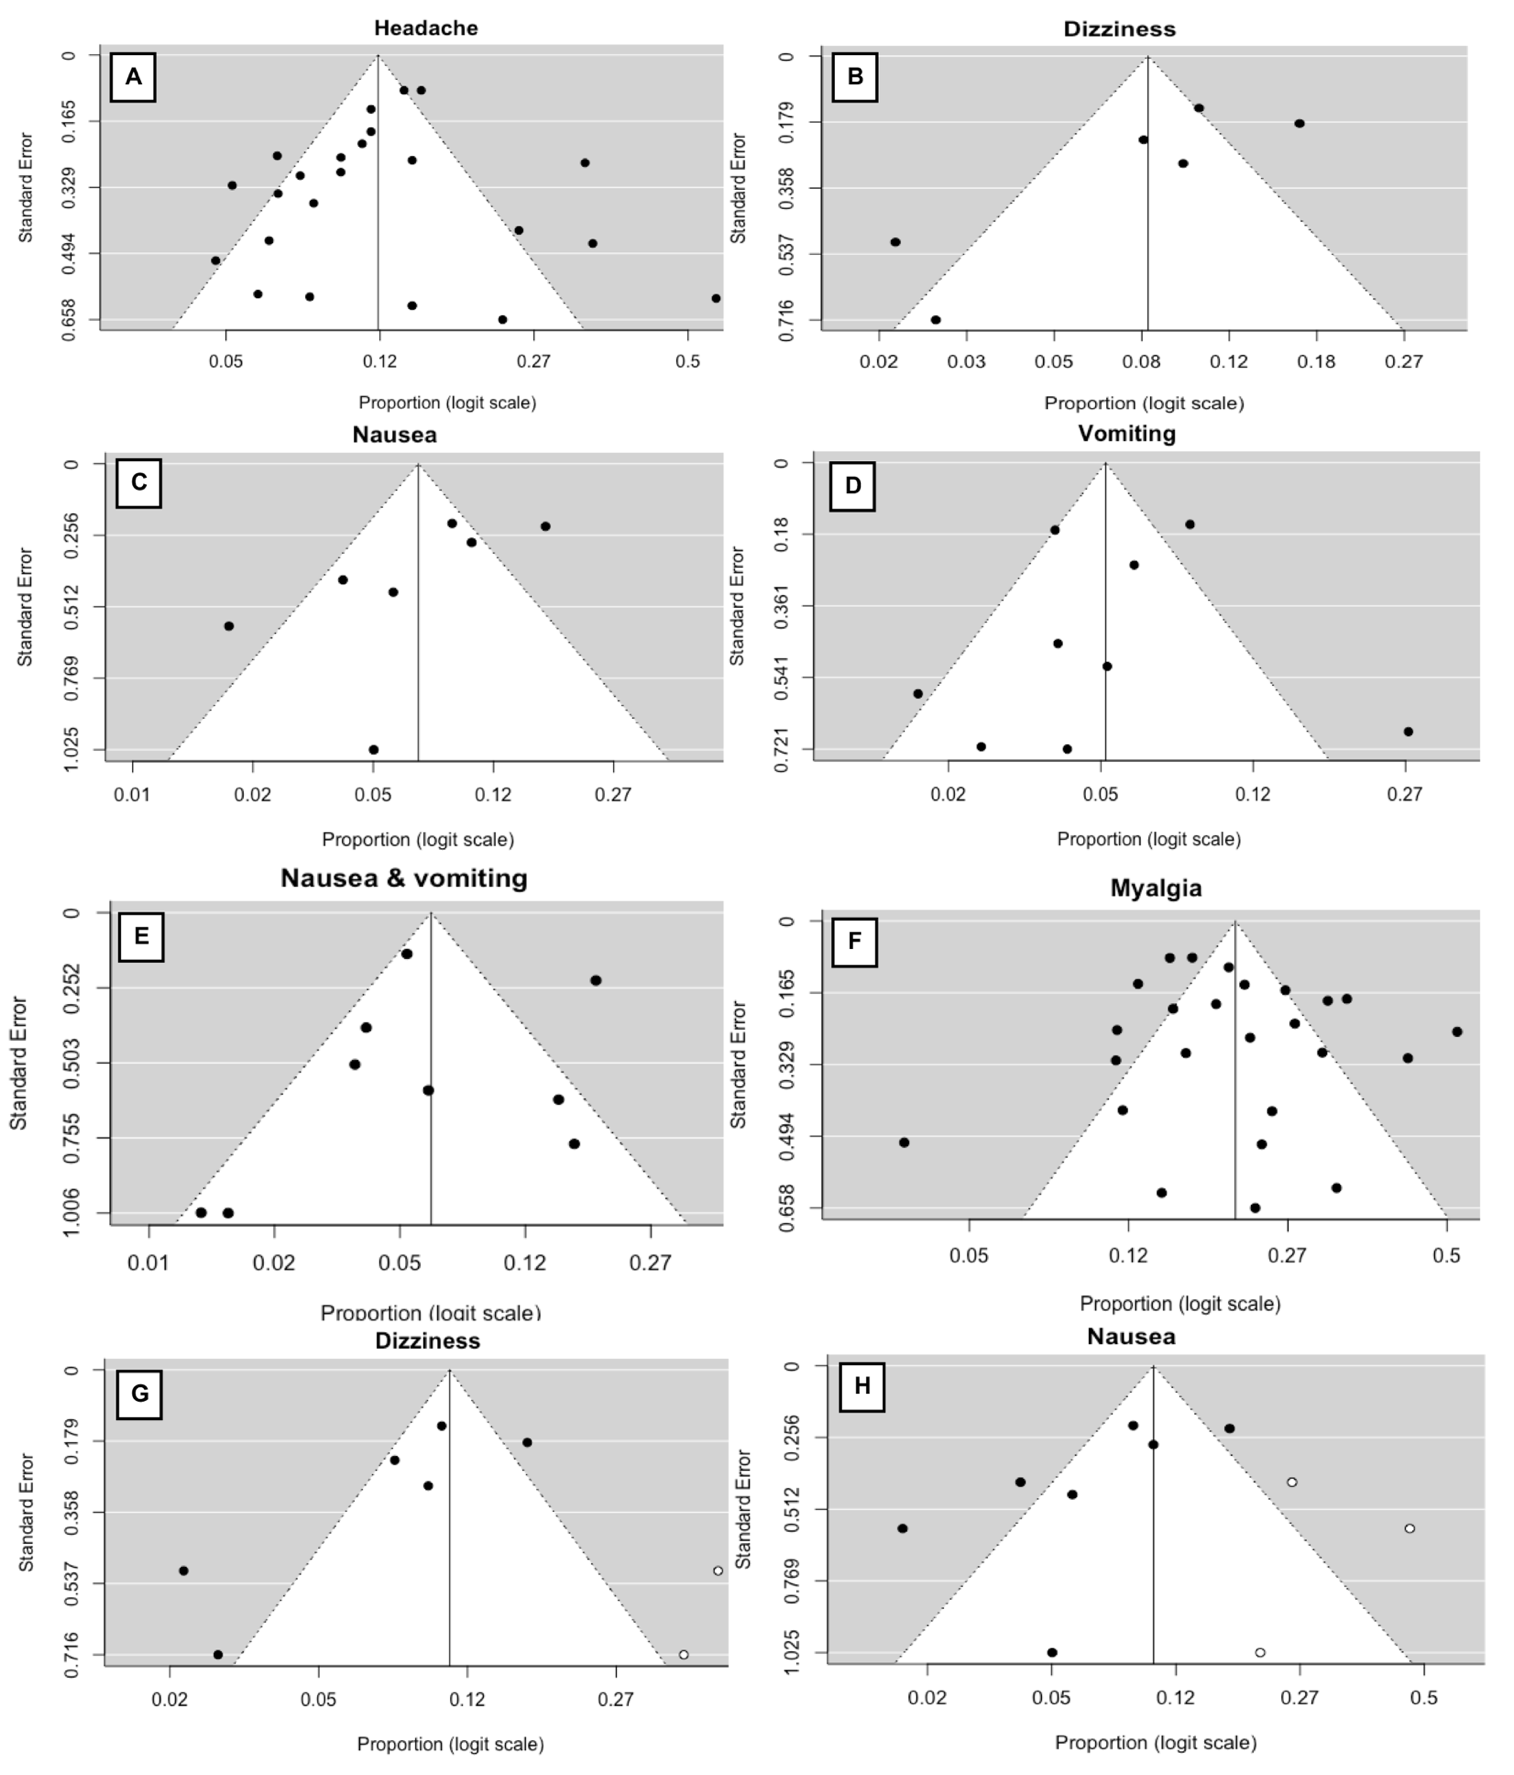 Headache
A
Standard Error
0
0.165
0.329
0.494
0.658
0.05 0.12 0.27 0.5
Proportion (logit scale)
Dizziness
B
Standard Error
0
0.179
0.358
0.537
0.716
0.02 0.03 0.05 0.08 0.12 0.18 0.27
Proportion (logit scale)
Nausea
C
Standard Error
0
0.256
0.512
0.769
1.025
0.01 0.02 0.05 0.12 0.27
Proportion (logit scale)
Vomiting
D
Standard Error
0
0.18
0.361
0.541
0.721
0.02 0.05 0.12 0.27
Proportion (logit scale)
Nausea & vomiting
E
Standard Error
0
0.252
0.503
0.755
1.006
0.01 0.02 0.05 0.12 0.27
Proportion (logit scale)
Myalgia
F
Standard Error
0
0.165
0.329
0.494
0.658
0.05 0.12 0.27 0.5
Proportion (logit scale)
Dizziness
G
Standard Error
0
0.179
0.358
0.537
0.716
0.02 0.05 0.12 0.27
Proportion (logit scale)
Nausea
H
Standard Error
0
0.256
0.512
0.769
1.025
0.02 0.05 0.12 0.27 0.5
Proportion (logit scale)